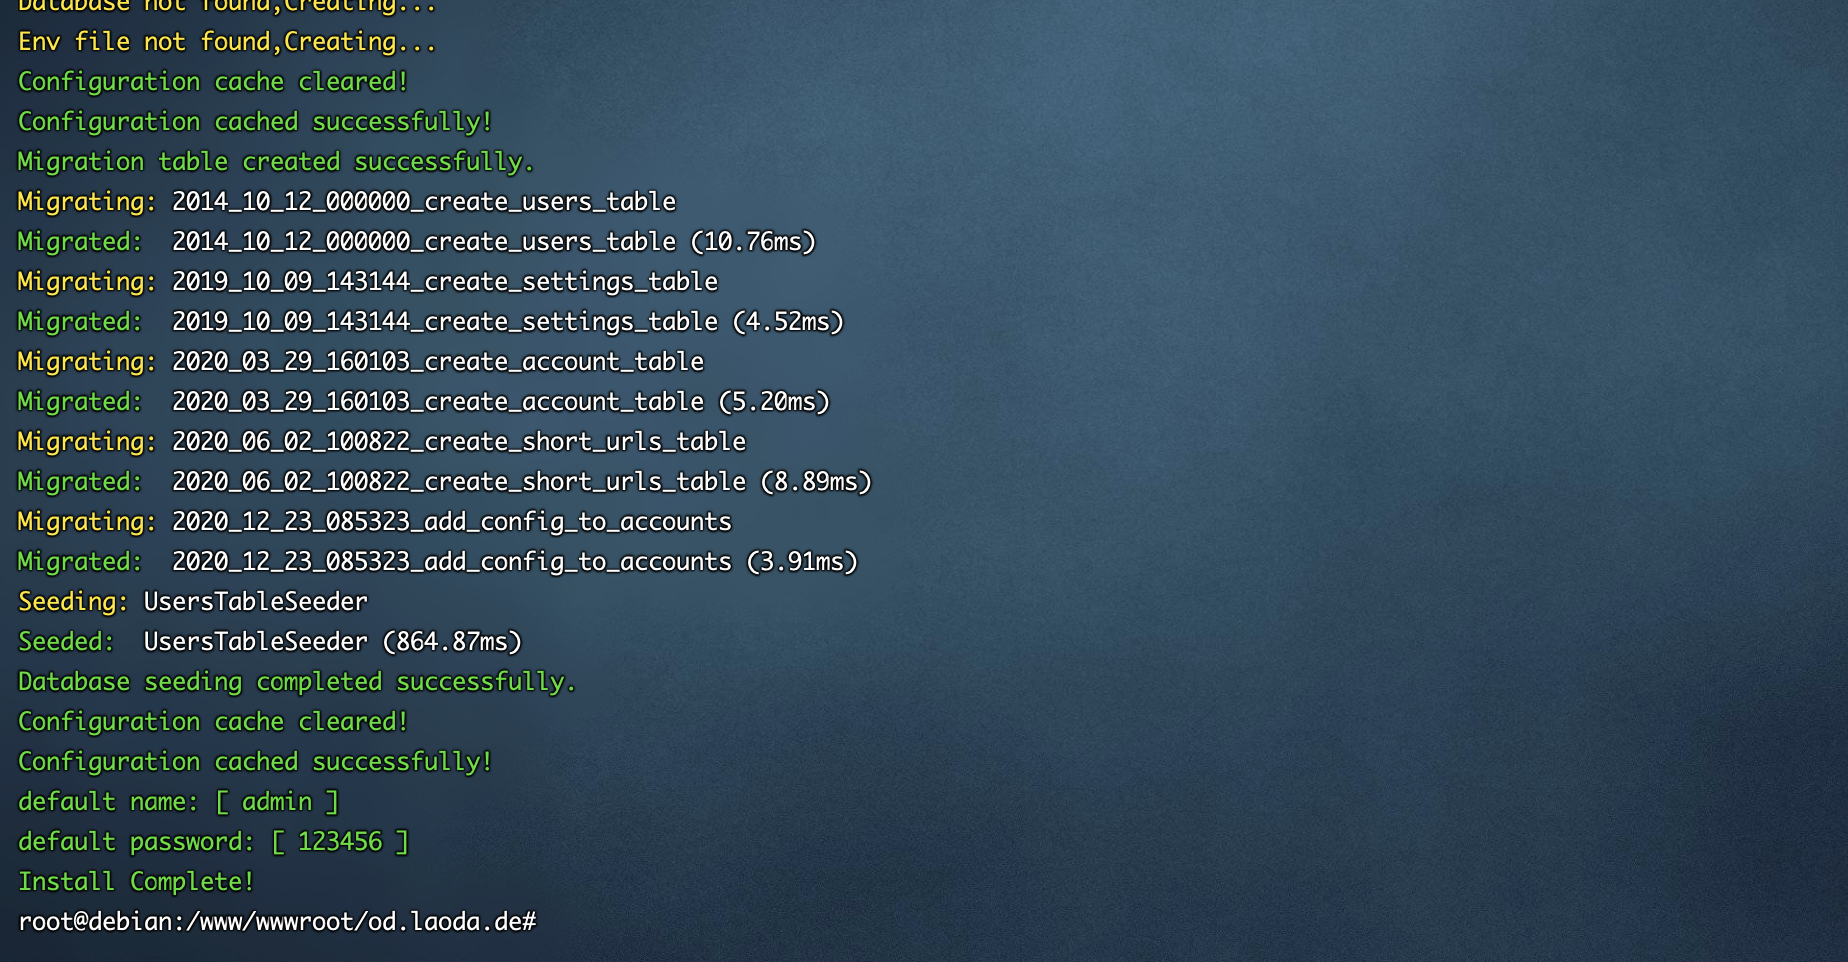 Database not found,Creating...
Env file not found,Creating...
Configuration cache cleared!
Configuration cached successfully!
Migration table created successfully.
Migrating: 2014_10_12_000000_create_users_table
Migrated:  2014_10_12_000000_create_users_table (10.76ms)
Migrating: 2019_10_09_143144_create_settings_table
Migrated:  2019_10_09_143144_create_settings_table (4.52ms)
Migrating: 2020_03_29_160103_create_account_table
Migrated:  2020_03_29_160103_create_account_table (5.20ms)
Migrating: 2020_06_02_100822_create_short_urls_table
Migrated:  2020_06_02_100822_create_short_urls_table (8.89ms)
Migrating: 2020_12_23_085323_add_config_to_accounts
Migrated:  2020_12_23_085323_add_config_to_accounts (3.91ms)
Seeding: UsersTableSeeder
Seeded:  UsersTableSeeder (864.87ms)
Database seeding completed successfully.
Configuration cache cleared!
Configuration cached successfully!
default name: [ admin ]
default password: [ 123456 ]
Install Complete!
root@debian:/www/wwwroot/od.laoda.de#